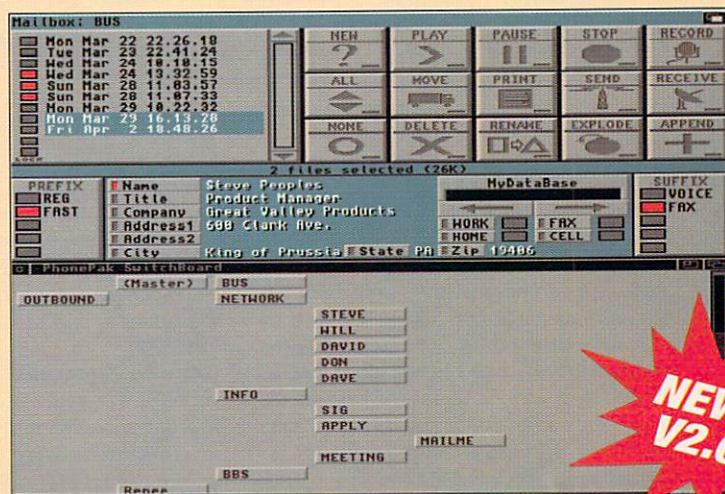 Mailbox: BUS
Mon Mar 22 22.26.18
Tue Mar 23 22.41.24
Wed Mar 24 10.10.15
Wed Mar 24 13.32.59
Sun Mar 28 11.03.57
Sun Mar 28 11.07.33
Mon Mar 29 10.22.32
Mon Mar 29 16.13.28
Fri Apr 2 18.48.26
LOCK
NEW PLAY PAUSE STOP RECORD
ALL MOVE PRINT SEND RECEIVE
NONE DELETE RENAME EXPLODE APPEND
2 files selected (26K)
PREFIX
REG
FAST
Name Steve Peoples
Title Product Manager
Company Great Valley Products
Address1 600 Clark Ave.
Address2
City King of Prussia State PA Zip 19406
MyDataBase
WORK FAX
HOME CELL
SUFFIX
VOICE
FAX
PhonePak SwitchBoard
(Master) BUS
OUTBOUND NETWORK
STEVE
WILL
DAVID
DON
DAVE
INFO
SIG
APPLY
MAILME
MEETING
BBS
Renee
NEW
V2.0